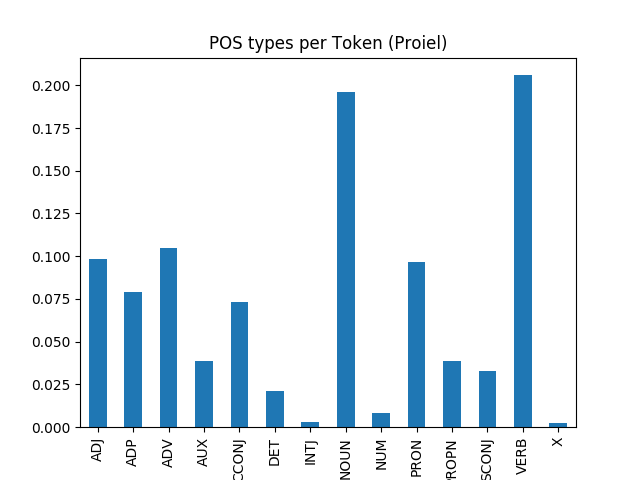 POS types per Token (Proiel)
0.200
0.175
0.150
0.125
0.100
0.075
0.050
0.025
0.000
ADJ
ADP
ADV
AUX
CCONJ
DET
INTJ
NOUN
NUM
PRON
PROPN
SCONJ
VERB
X